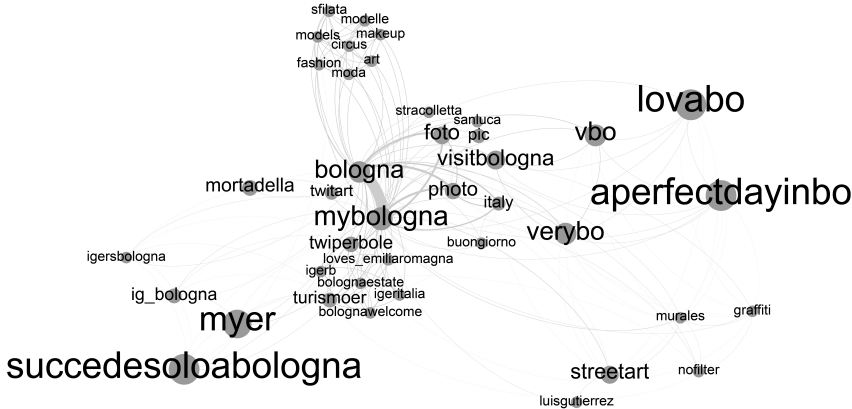 sfilata
modelle
models
makeup
circus
fashion
art
moda
stracolletta
sanluca
lovabo
foto
pic
vbo
visitbologna
bologna
mortadella
twitart
photo
aperfectdayinbo
italy
mybologna
verybo
twiperbole
buongiorno
igersbologna
loves_emiliaromagna
igerb
bolognaestate
ig_bologna
turismoer
igeritalia
bolognawelcome
myer
murales
graffiti
succedesoloabologna
streetart
nofilter
luisgutierrez